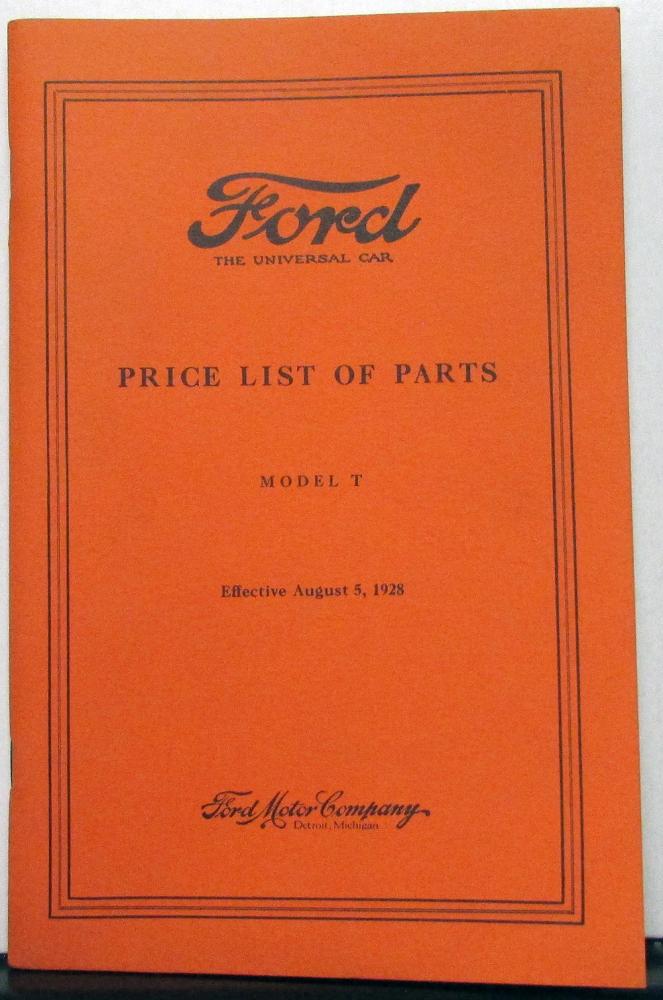 Ford
THE UNIVERSAL CAR
PRICE LIST OF PARTS
MODEL T
Effective August 5, 1928
Ford Motor Company
Detroit, Michigan